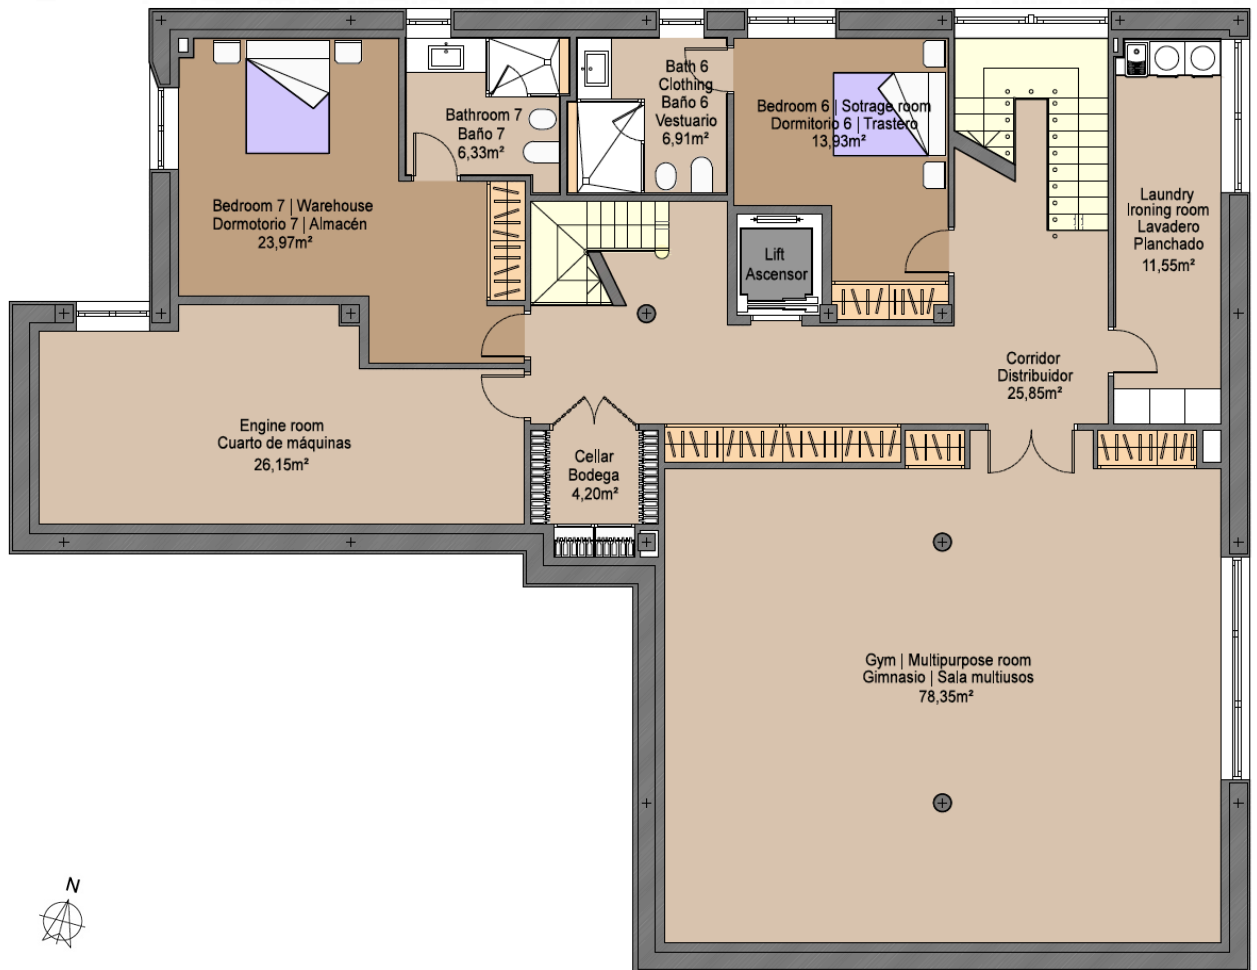 Bedroom 7 | Warehouse
Dormotorio 7 | Almacén
23,97m²
Bathroom 7
Baño 7
6,33m²
Bath 6
Clothing
Baño 6
Vestuario
6,91m²
Bedroom 6 | Sotrage room
Dormitorio 6 | Trastero
13,93m²
Lift
Ascensor
Laundry
Ironing room
Lavadero
Planchado
11,55m²
Corridor
Distribuidor
25,85m²
Engine room
Cuarto de máquinas
26,15m²
Cellar
Bodega
4,20m²
Gym | Multipurpose room
Gimnasio | Sala multiusos
78,35m²
N